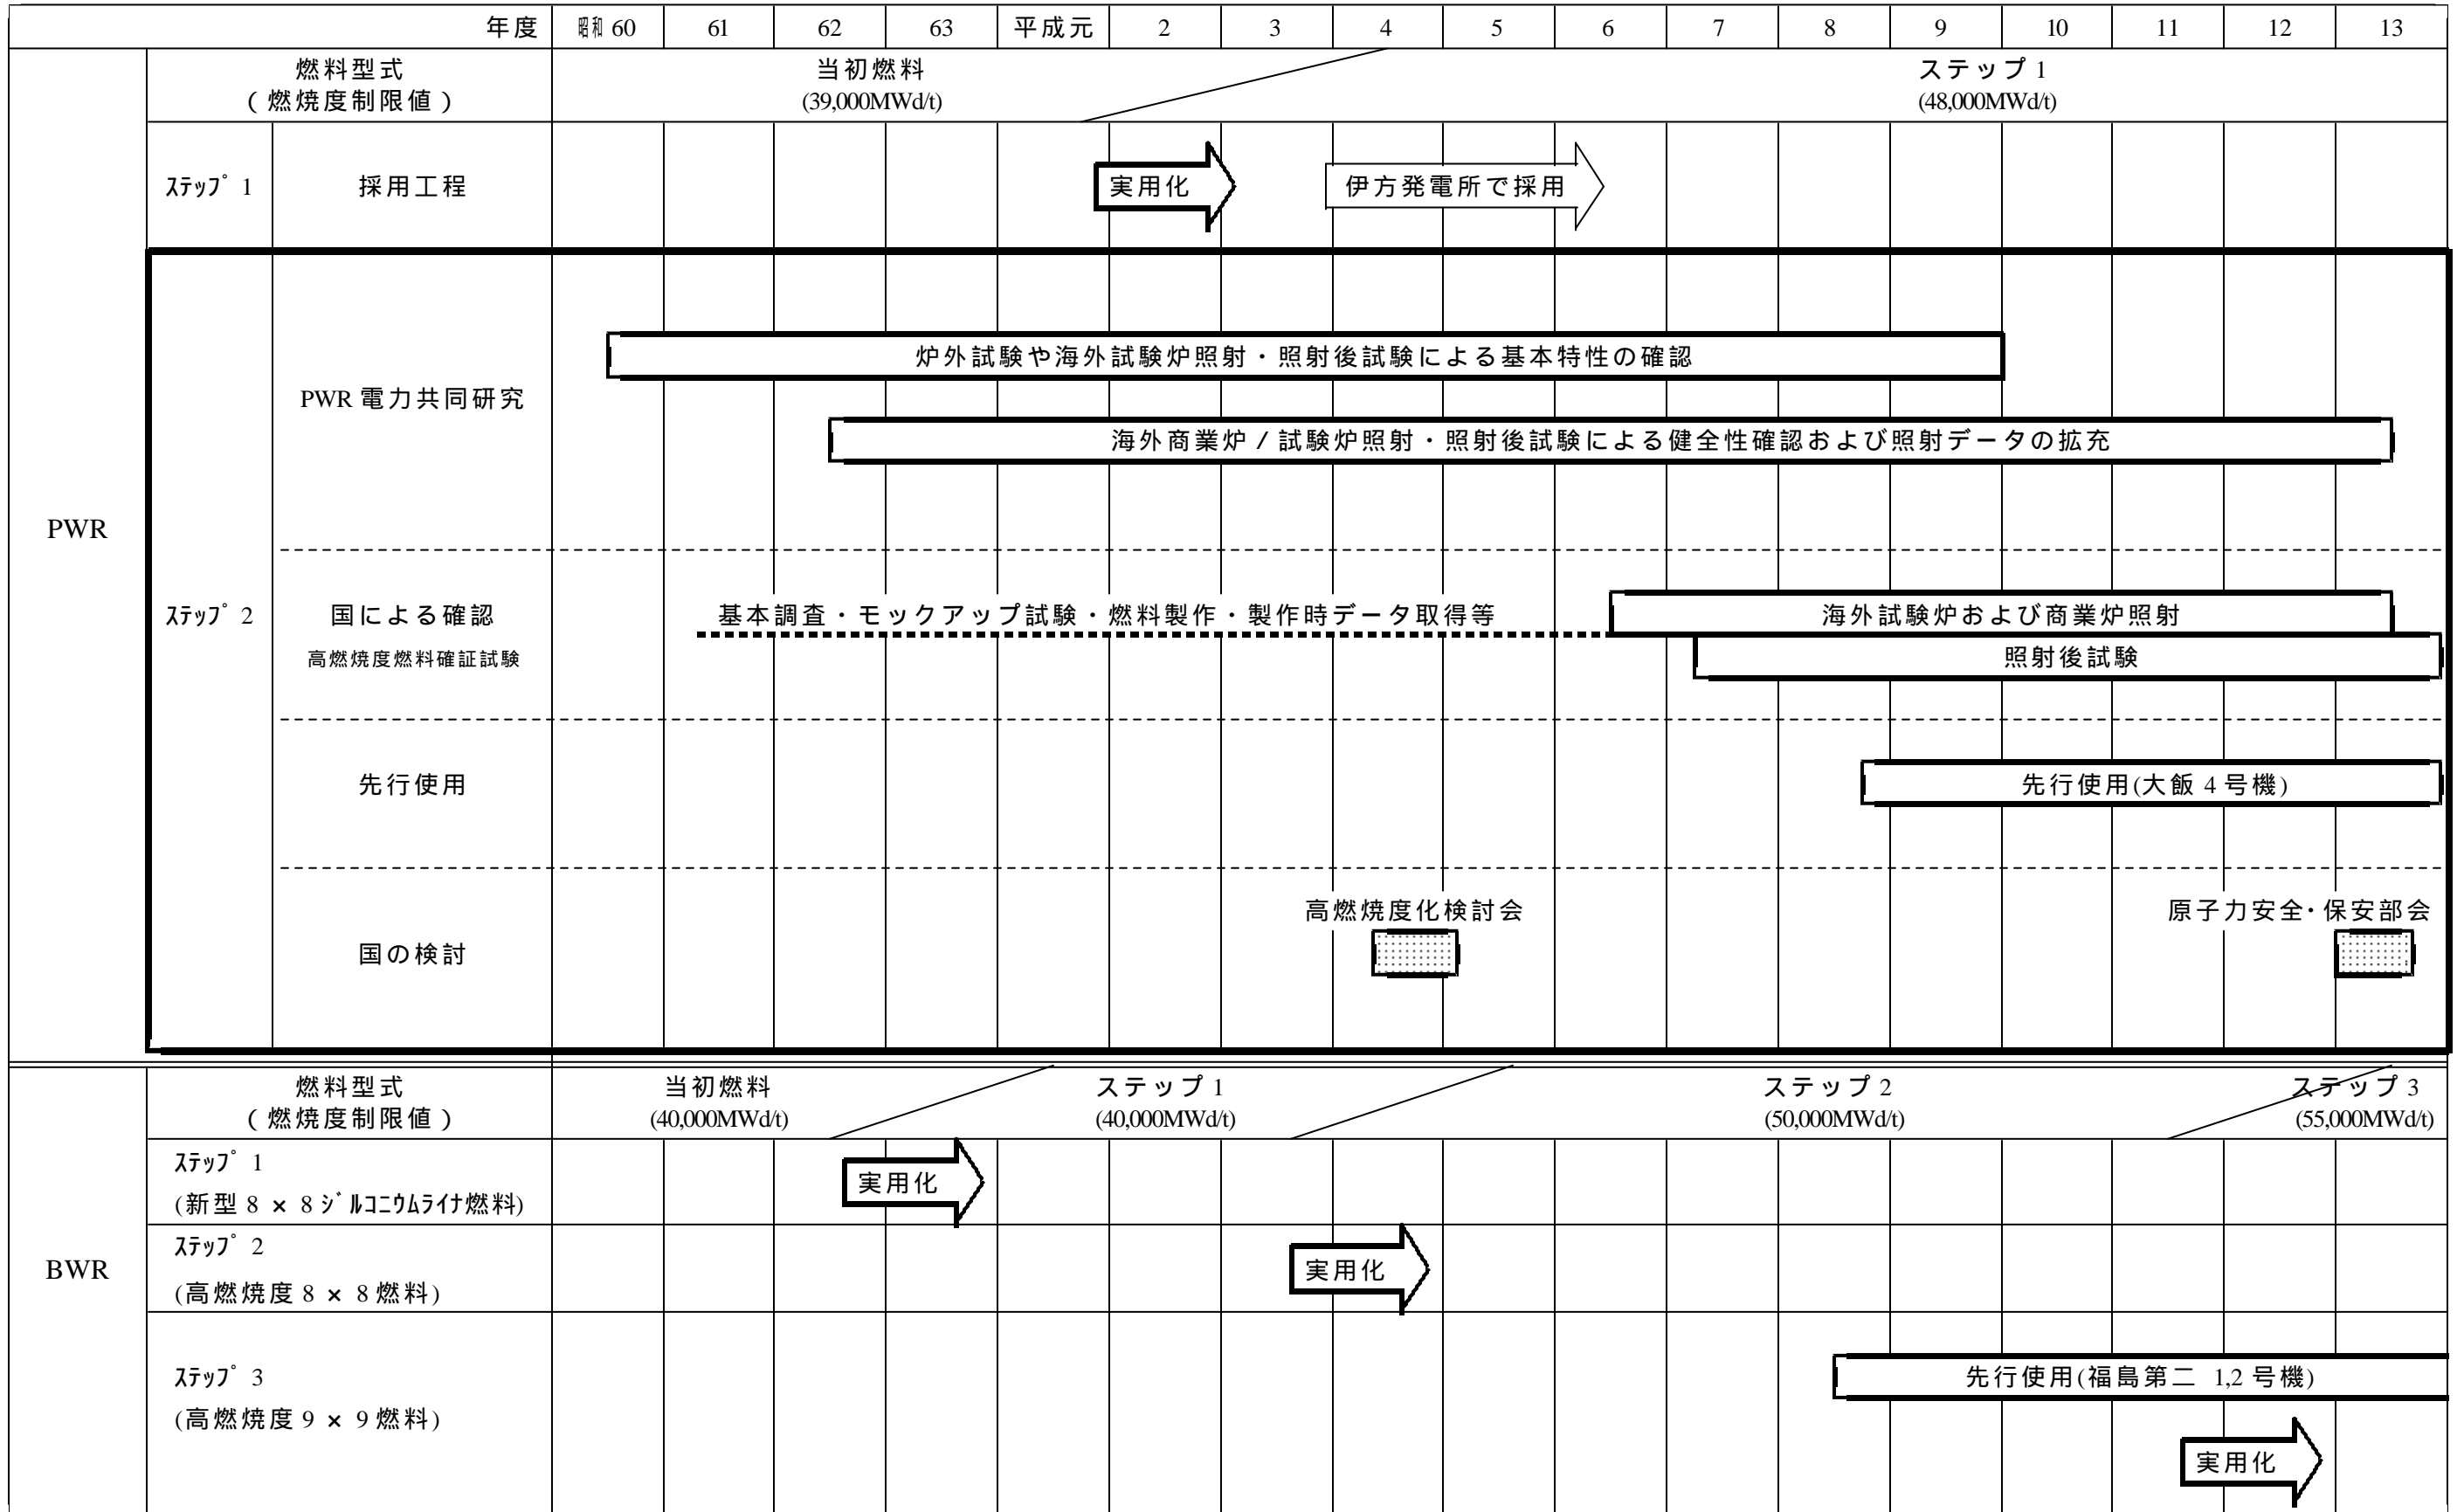 年度 昭和 60 61 62 63 平成元 2 3 4 5 6 7 8 9 10 11 12 13
PWR
燃料型式
(燃焼度制限値)
当初燃料
(39,000MWd/t)
ステップ 1
(48,000MWd/t)
ｽﾃｯﾌﾟ 1
採用工程
実用化
伊方発電所で採用
ｽﾃｯﾌﾟ 2
PWR 電力共同研究
炉外試験や海外試験炉照射・照射後試験による基本特性の確認
海外商業炉/試験炉照射・照射後試験による健全性確認および照射データの拡充
国による確認
高燃焼度燃料確証試験
基本調査・モックアップ試験・燃料製作・製作時データ取得等
海外試験炉および商業炉照射
照射後試験
先行使用
先行使用(大飯 4 号機)
国の検討
高燃焼度化検討会
原子力安全・保安部会
BWR
燃料型式
(燃焼度制限値)
当初燃料
(40,000MWd/t)
ステップ 1
(40,000MWd/t)
ステップ 2
(50,000MWd/t)
ステップ 3
(55,000MWd/t)
ｽﾃｯﾌﾟ 1
(新型 8 × 8 ｼﾞﾙｺﾆｳﾑﾗｲﾅ燃料)
実用化
ｽﾃｯﾌﾟ 2
(高燃焼度 8 × 8 燃料)
実用化
ｽﾃｯﾌﾟ 3
(高燃焼度 9 × 9 燃料)
先行使用(福島第二 1,2 号機)
実用化